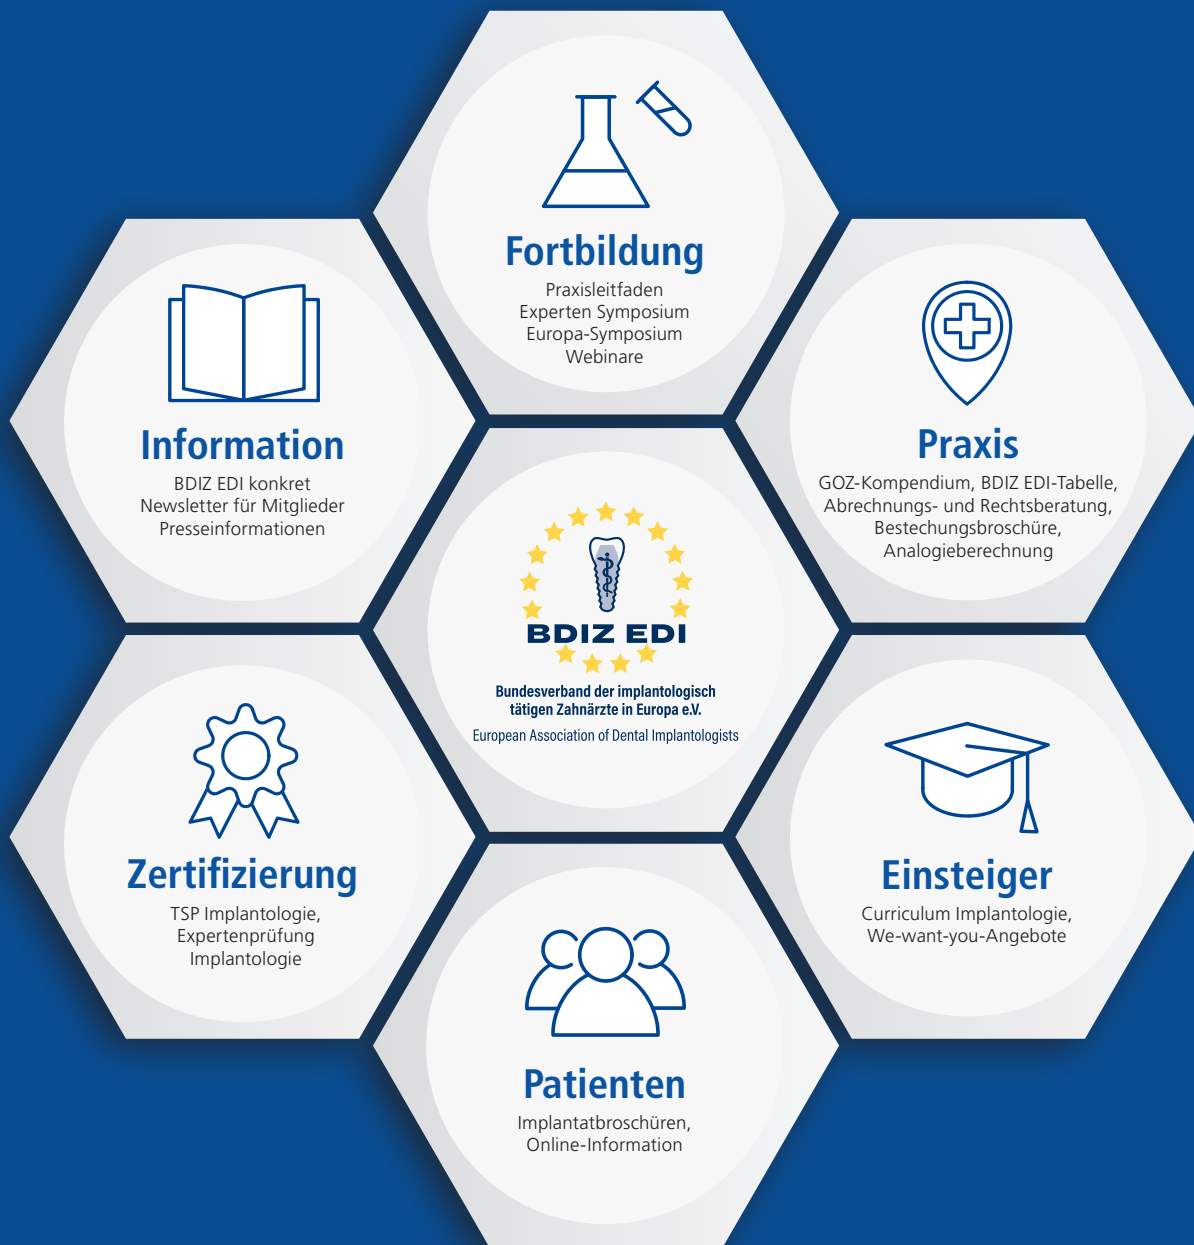 Fortbildung
Praxisleitfaden
Experten Symposium
Europa-Symposium
Webinare
Information
BDIZ EDI konkret
Newsletter für Mitglieder
Presseinformationen
Praxis
GOZ-Kompendium, BDIZ EDI-Tabelle,
Abrechnungs- und Rechtsberatung,
Bestechungsbroschüre,
Analogieberechnung
BDIZ EDI
Bundesverband der implantologisch
tätigen Zahnärzte in Europa e.V.
European Association of Dental Implantologists
Zertifizierung
TSP Implantologie,
Expertenprüfung
Implantologie
Einsteiger
Curriculum Implantologie,
We-want-you-Angebote
Patienten
Implantatbroschüren,
Online-Information